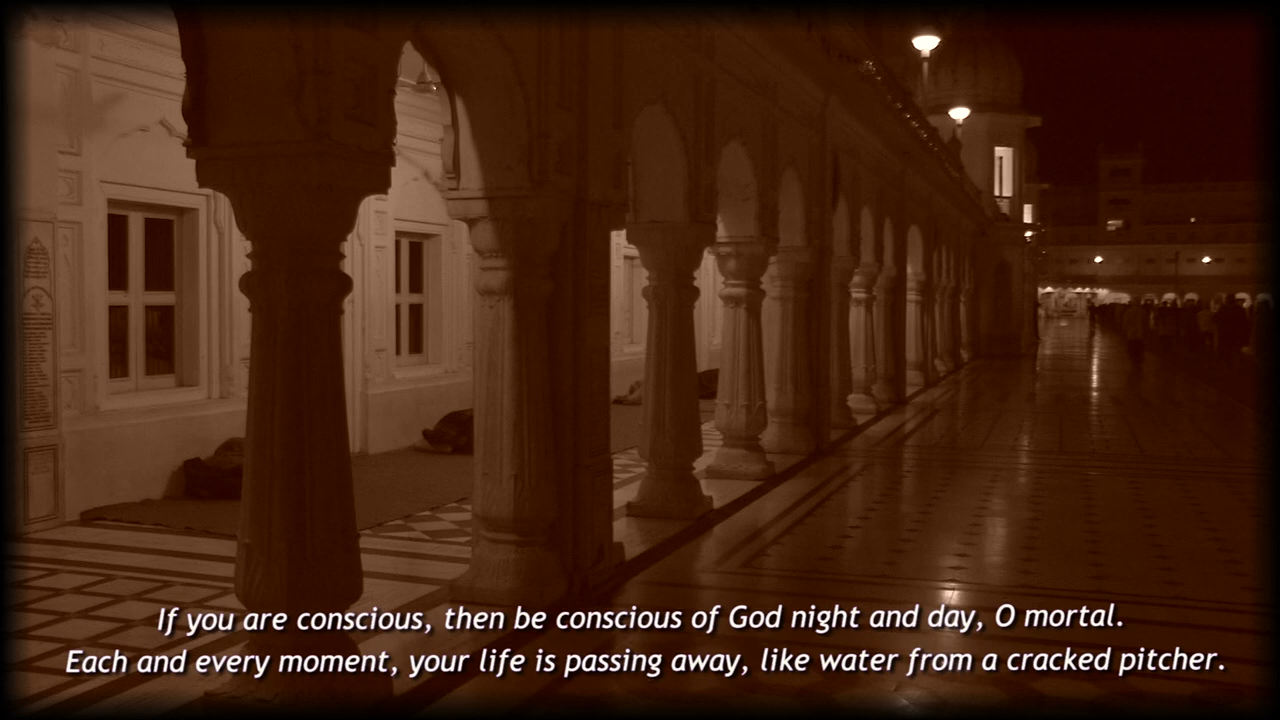 If you are conscious, then be conscious of God night and day, O mortal.
Each and every moment, your life is passing away, like water from a cracked pitcher.